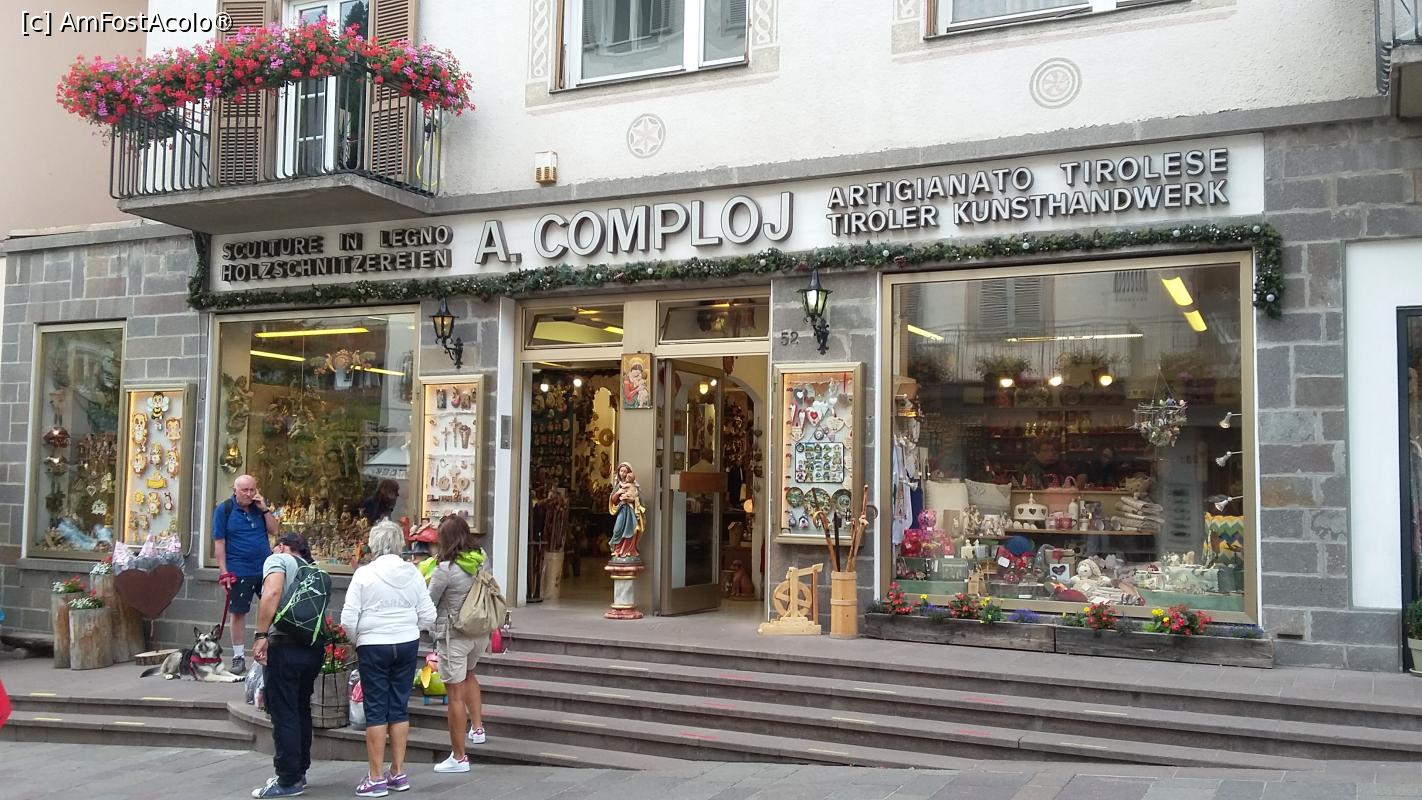 [c] AmFostAcolo®
SCULTURE IN LEGNO
HOLZSCHNITZEREIEN
A. COMPLOJ
ARTIGIANATO TIROLESE
TIROLER KUNSTHANDWERK
52